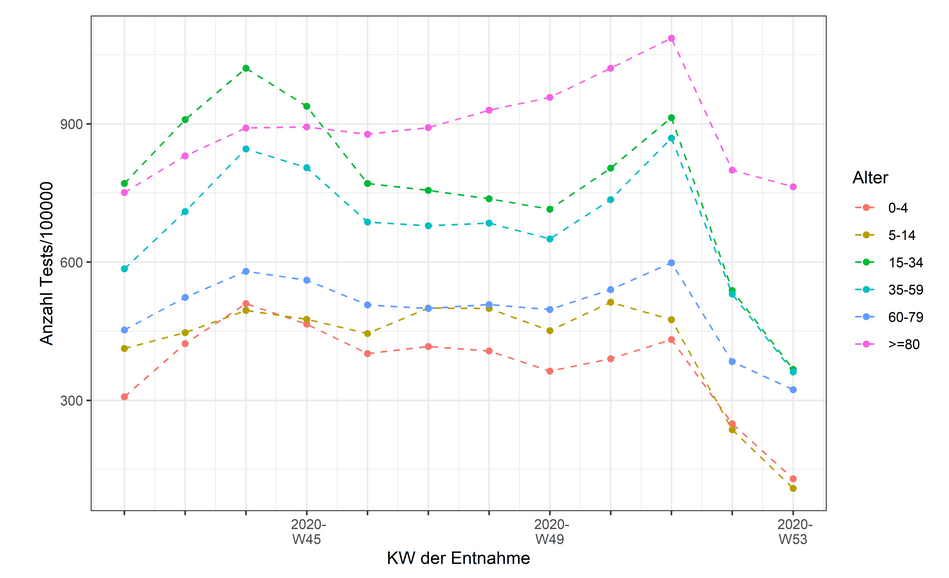 Anzahl Tests/100000
900
600
300
2020-
W45
2020-
W49
2020-
W53
KW der Entnahme
Alter
0-4
5-14
15-34
35-59
60-79
>=80